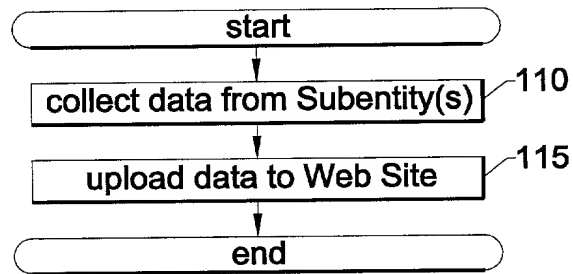 start
collect data from Subentity(s) 110
upload data to Web Site 115
end